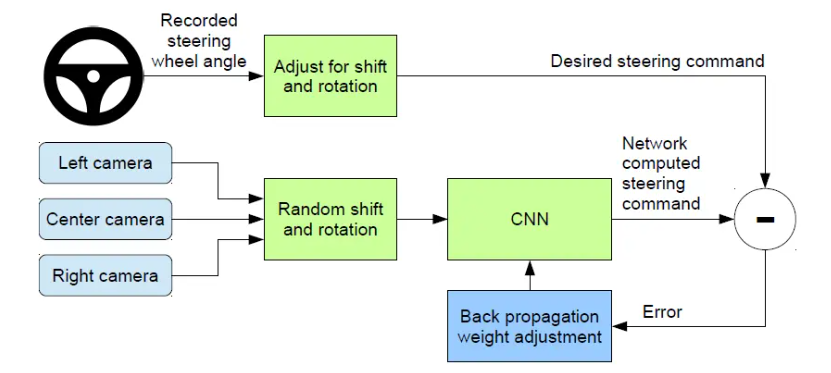 Recorded
steering
wheel angle
Adjust for shift
and rotation
Desired steering command
Left camera
Center camera
Right camera
Random shift
and rotation
CNN
Network
computed
steering
command
-
Back propagation
weight adjustment
Error